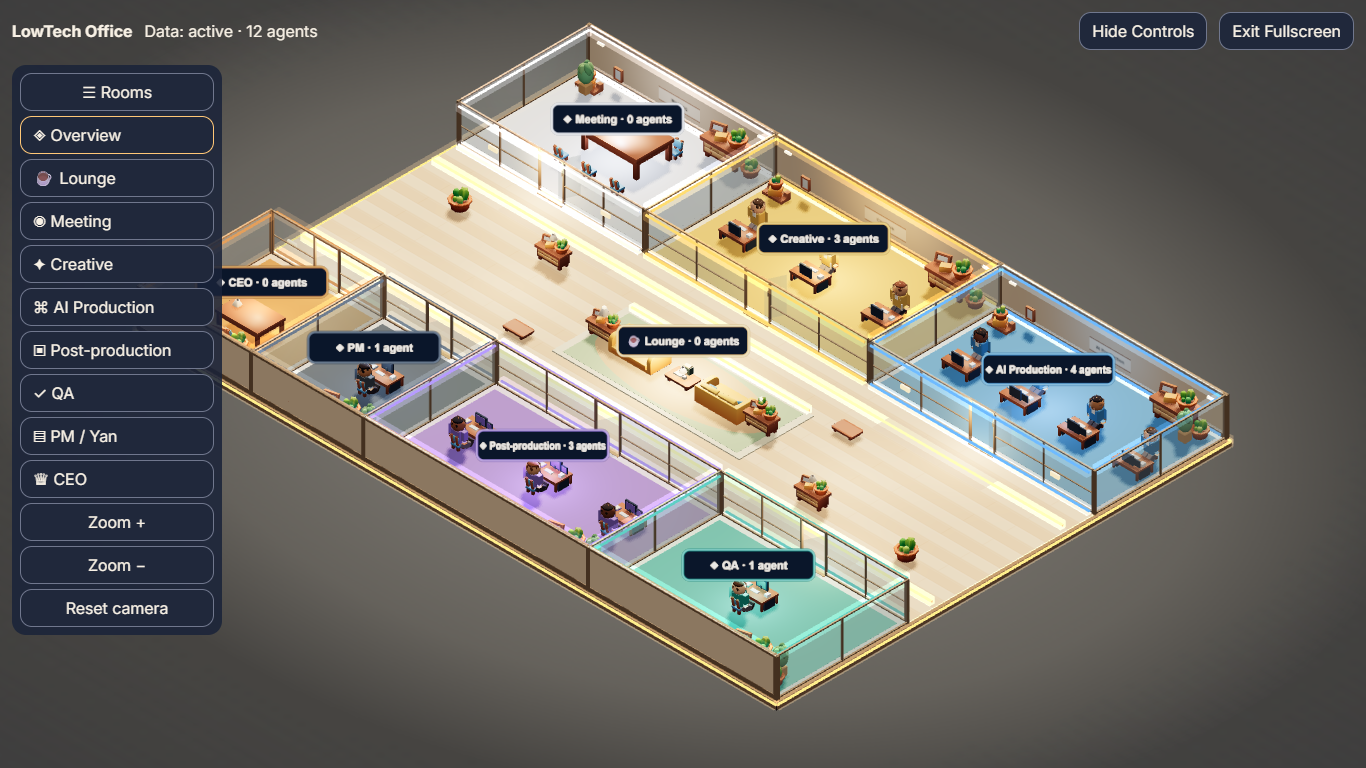 LowTech Office Data: active · 12 agents
Hide Controls
Exit Fullscreen
☰ Rooms
◈ Overview
Lounge
◉ Meeting
✦ Creative
⌘ AI Production
▣ Post-production
✓ QA
▤ PM / Yan
♛ CEO
Zoom +
Zoom −
Reset camera
◆ Meeting · 0 agents
◆ Creative · 3 agents
◆ CEO · 0 agents
◆ PM · 1 agent
☕ Lounge · 0 agents
◆ AI Production · 4 agents
◆ Post-production · 3 agents
◆ QA · 1 agent